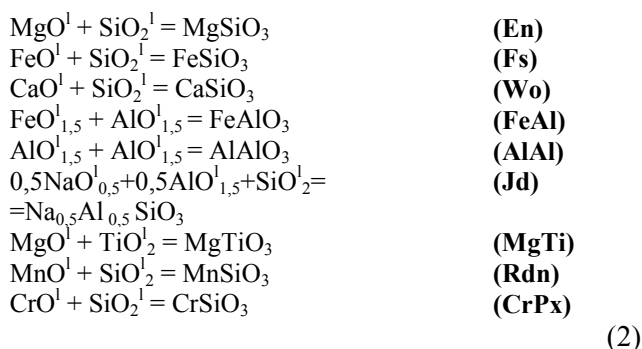 MgO^l + SiO₂^l = MgSiO₃ (En)
FeO^l + SiO₂^l = FeSiO₃ (Fs)
CaO^l + SiO₂^l = CaSiO₃ (Wo)
FeO^l₁,₅ + AlO^l₁,₅ = FeAlO₃ (FeAl)
AlO^l₁,₅ + AlO^l₁,₅ = AlAlO₃ (AlAl)
0,5NaO^l₀,₅+0,5AlO^l₁,₅+SiO^l₂= (Jd)
=Na₀,₅Al₀,₅SiO₃
MgO^l + TiO^l₂ = MgTiO₃ (MgTi)
MnO^l + SiO^l₂ = MnSiO₃ (Rdn)
CrO^l + SiO₂^l = CrSiO₃ (CrPx)
(2)